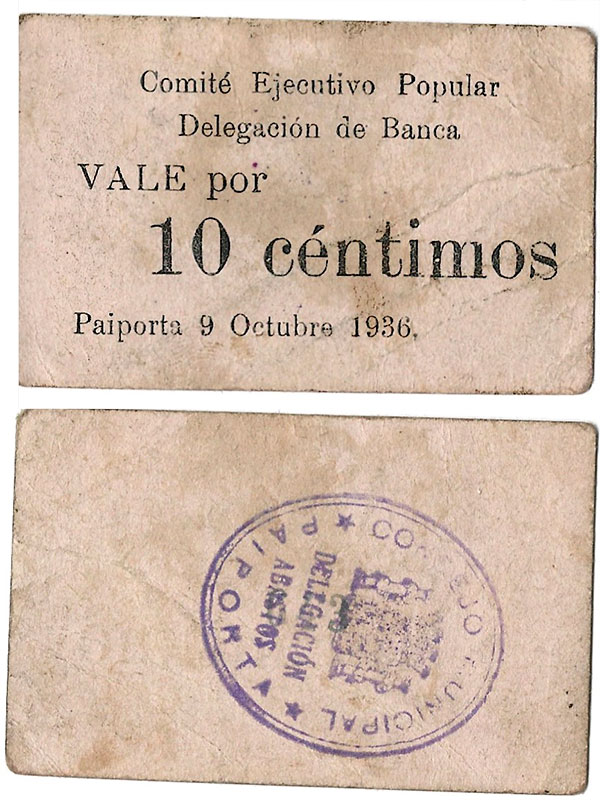 Comité Ejecutivo Popular
Delegación de Banca
VALE por
10 céntimos
Paiporta 9 Octubre 1936.
CONSEJO MUNICIPAL
★ PAIPORTA ★
DELEGACIÓN
ABASTOS